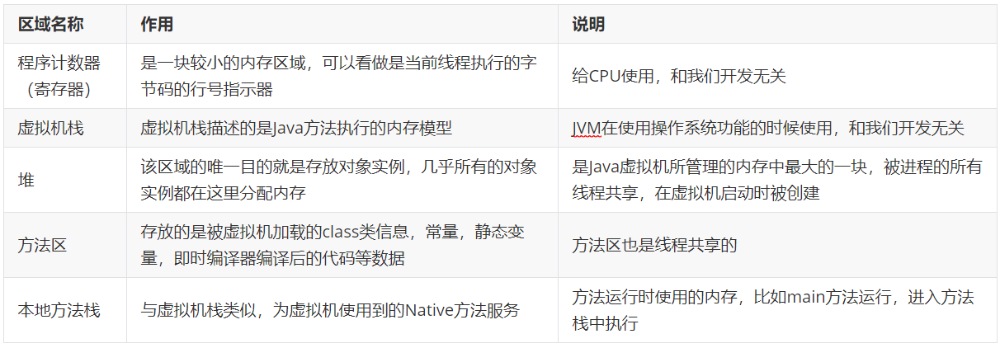 区域名称
作用
说明
程序计数器
（寄存器）
是一块较小的内存区域，可以看做是当前线程执行的字
节码的行号指示器
给CPU使用，和我们开发无关
虚拟机栈
虚拟机栈描述的是Java方法执行的内存模型
JVM在使用操作系统功能的时候使用，和我们开发无关
堆
该区域的唯一目的就是存放对象实例，几乎所有的对象
实例都在这里分配内存
是Java虚拟机所管理的内存中最大的一块，被进程的所有
线程共享，在虚拟机启动时被创建
方法区
存放的是被虚拟机加载的class类信息，常量，静态变
量，即时编译器编译后的代码等数据
方法区也是线程共享的
本地方法栈
与虚拟机栈类似，为虚拟机使用到的Native方法服务
方法运行时使用的内存，比如main方法运行，进入方法
栈中执行